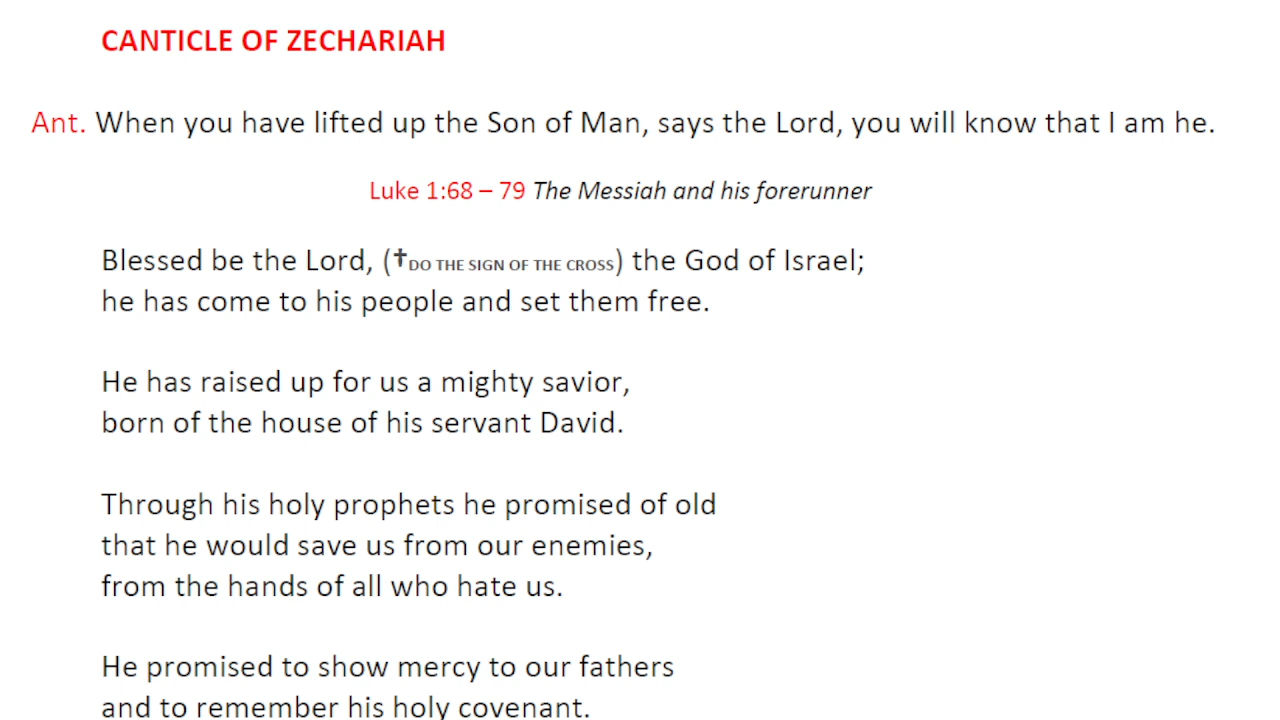 CANTICLE OF ZECHARIAH
Ant. When you have lifted up the Son of Man, says the Lord, you will know that I am he.
Luke 1:68 – 79 The Messiah and his forerunner
Blessed be the Lord, (✝DO THE SIGN OF THE CROSS) the God of Israel;
he has come to his people and set them free.
He has raised up for us a mighty savior,
born of the house of his servant David.
Through his holy prophets he promised of old
that he would save us from our enemies,
from the hands of all who hate us.
He promised to show mercy to our fathers
and to remember his holy covenant.